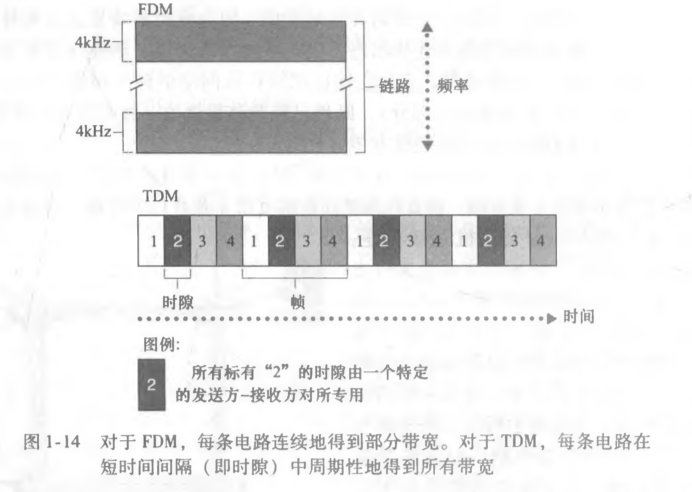 FDM
4kHz
链路 频率
4kHz
TDM
1 2 3 4 1 2 3 4 1 2 3 4 1 2 3 4
时隙 帧
时间
图例:
2 所有标有“2”的时隙由一个特定
的发送方-接收方对所专用
图 1-14 对于 FDM，每条电路连续地得到部分带宽。对于 TDM，每条电路在
短时间间隔（即时隙）中周期性地得到所有带宽